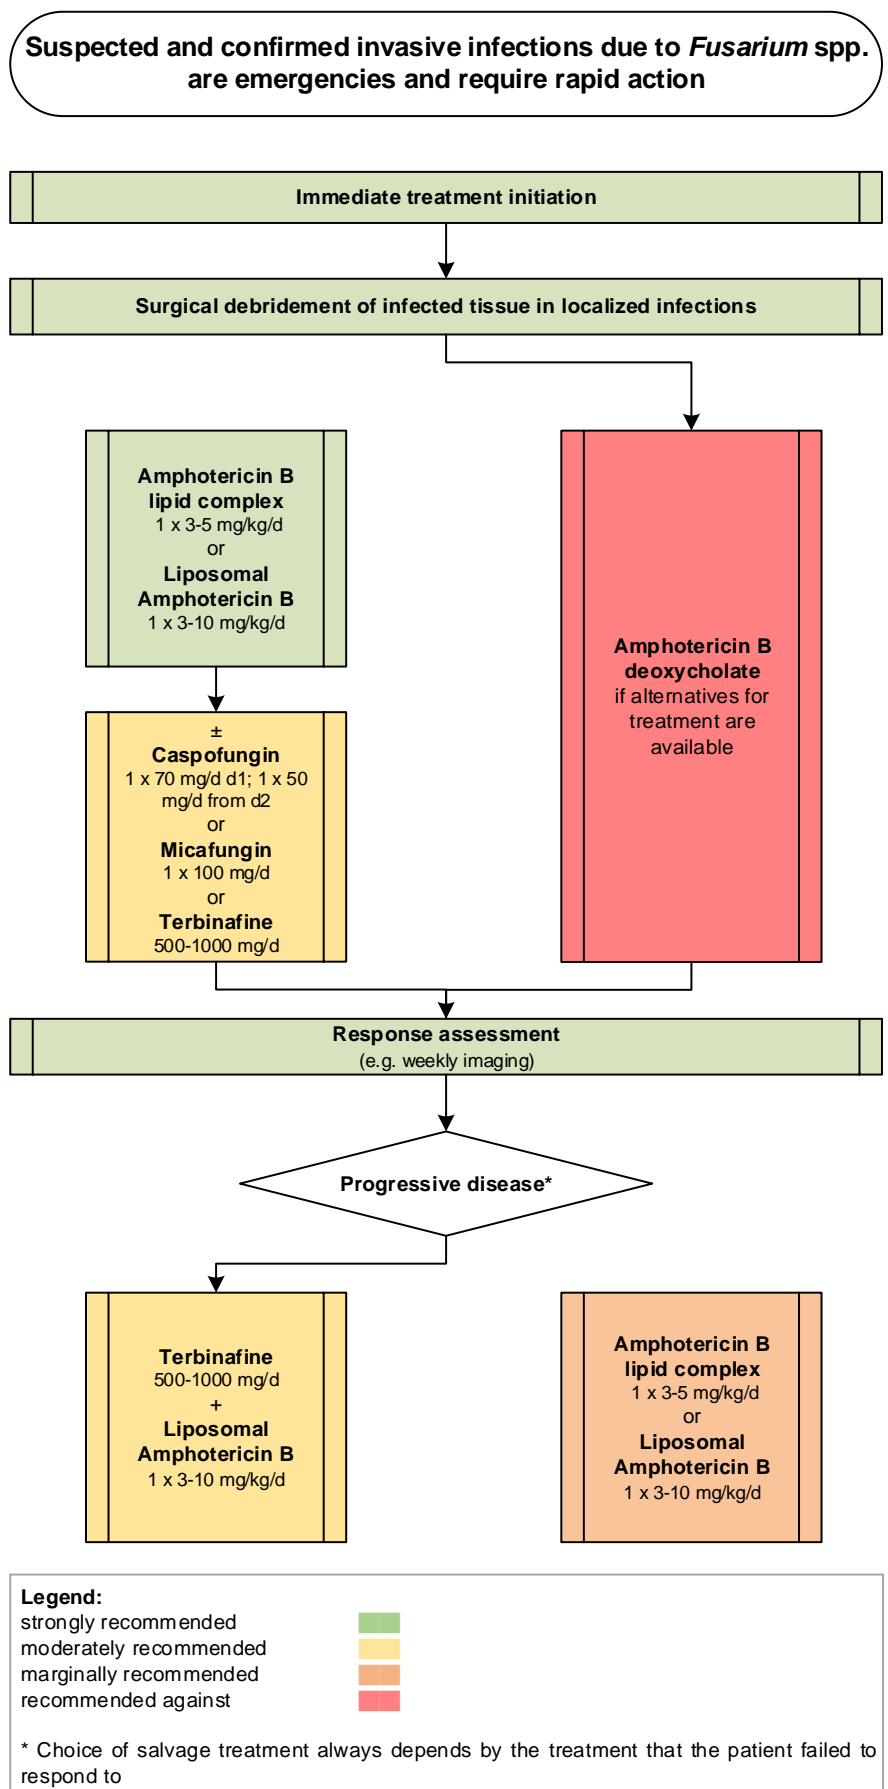 Suspected and confirmed invasive infections due to Fusarium spp.
are emergencies and require rapid action
Immediate treatment initiation
Surgical debridement of infected tissue in localized infections
Amphotericin B
lipid complex
1 x 3-5 mg/kg/d
or
Liposomal
Amphotericin B
1 x 3-10 mg/kg/d
±
Caspofungin
1 x 70 mg/d d1; 1 x 50
mg/d from d2
or
Micafungin
1 x 100 mg/d
or
Terbinafine
500-1000 mg/d
Amphotericin B
deoxycholate
if alternatives for
treatment are
available
Response assessment
(e.g. weekly imaging)
Progressive disease*
Terbinafine
500-1000 mg/d
+
Liposomal
Amphotericin B
1 x 3-10 mg/kg/d
Amphotericin B
lipid complex
1 x 3-5 mg/kg/d
or
Liposomal
Amphotericin B
1 x 3-10 mg/kg/d
Legend:
strongly recommended
moderately recommended
marginally recommended
recommended against
* Choice of salvage treatment always depends by the treatment that the patient failed to
respond to